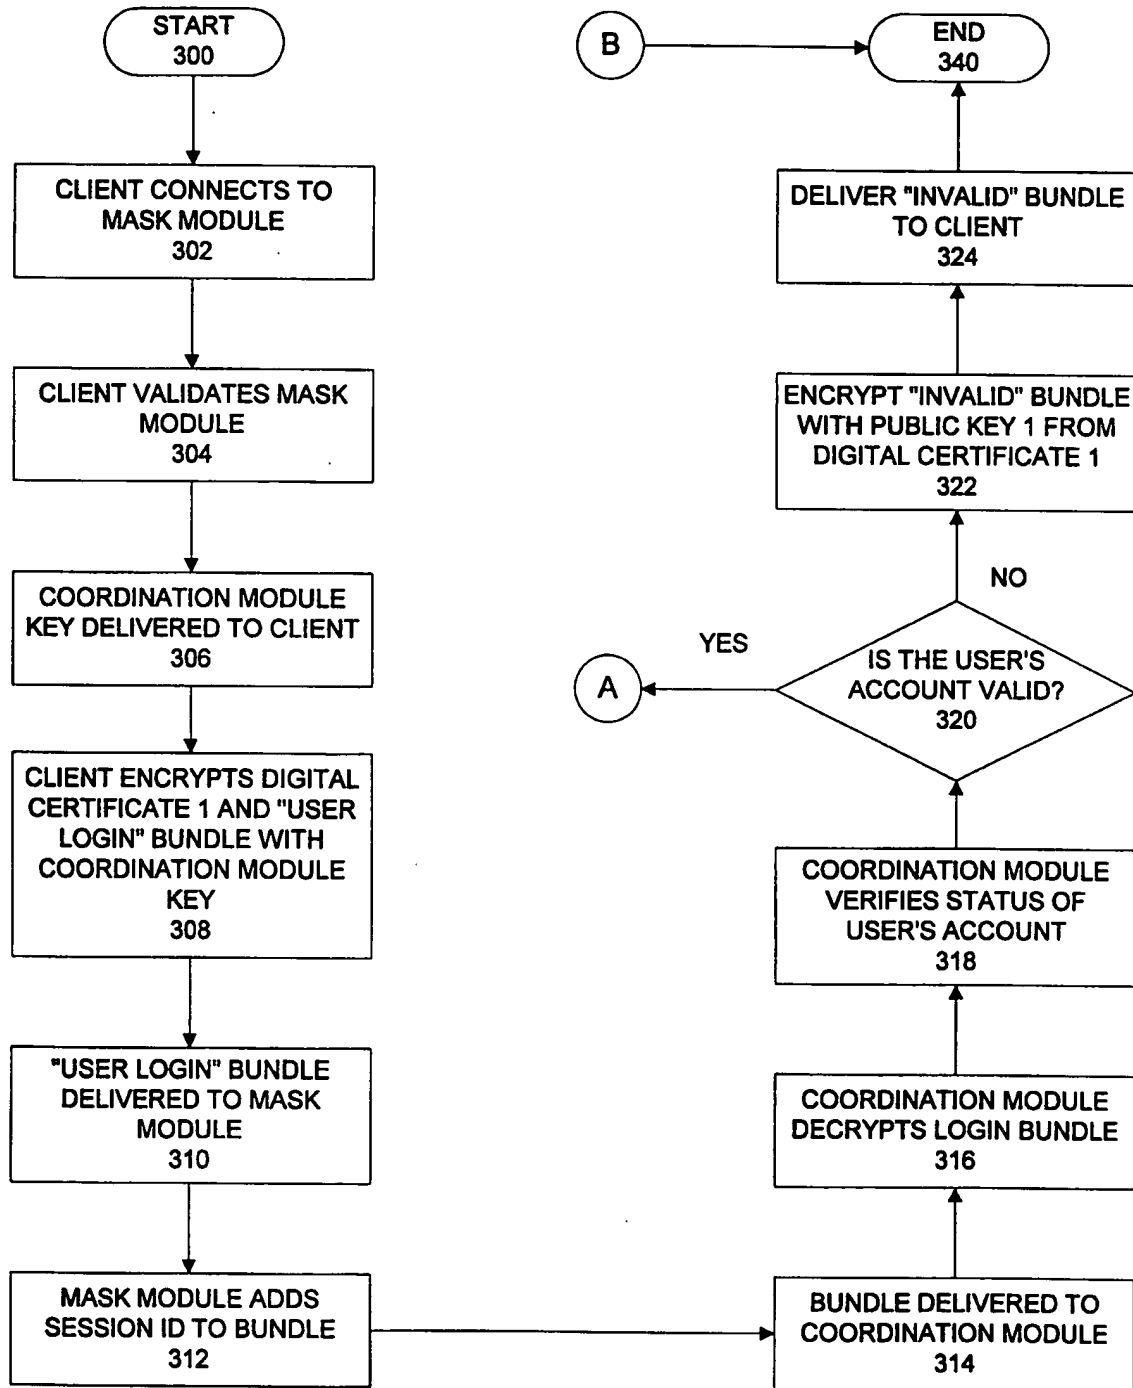 START
300
CLIENT CONNECTS TO
MASK MODULE
302
CLIENT VALIDATES MASK
MODULE
304
COORDINATION MODULE
KEY DELIVERED TO CLIENT
306
CLIENT ENCRYPTS DIGITAL
CERTIFICATE 1 AND "USER
LOGIN" BUNDLE WITH
COORDINATION MODULE
KEY
308
"USER LOGIN" BUNDLE
DELIVERED TO MASK
MODULE
310
MASK MODULE ADDS
SESSION ID TO BUNDLE
312
BUNDLE DELIVERED TO
COORDINATION MODULE
314
COORDINATION MODULE
DECRYPTS LOGIN BUNDLE
316
COORDINATION MODULE
VERIFIES STATUS OF
USER'S ACCOUNT
318
IS THE USER'S
ACCOUNT VALID?
320
YES
A
NO
ENCRYPT "INVALID" BUNDLE
WITH PUBLIC KEY 1 FROM
DIGITAL CERTIFICATE 1
322
DELIVER "INVALID" BUNDLE
TO CLIENT
324
B
END
340